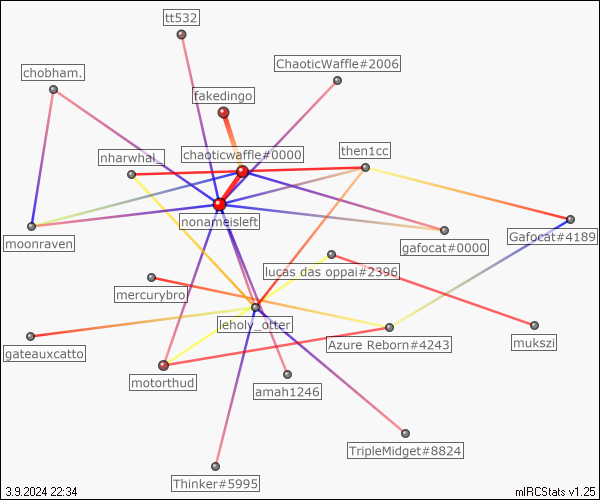 tt532
ChaoticWaffle#2006
chobham.
fakedingo
then1cc
chaoticwaffle#0000
nharwhal_
nonameisleft
Gafocat#4189
moonraven
gafocat#0000
lucas das oppai#2396
mercurybro
leholy_otter
Azure Reborn#4243
mukszi
gateauxcatto
motorthud
amah1246
TripleMidget#8824
Thinker#5995
3.9.2024 22:34
mIRCStats v1.25